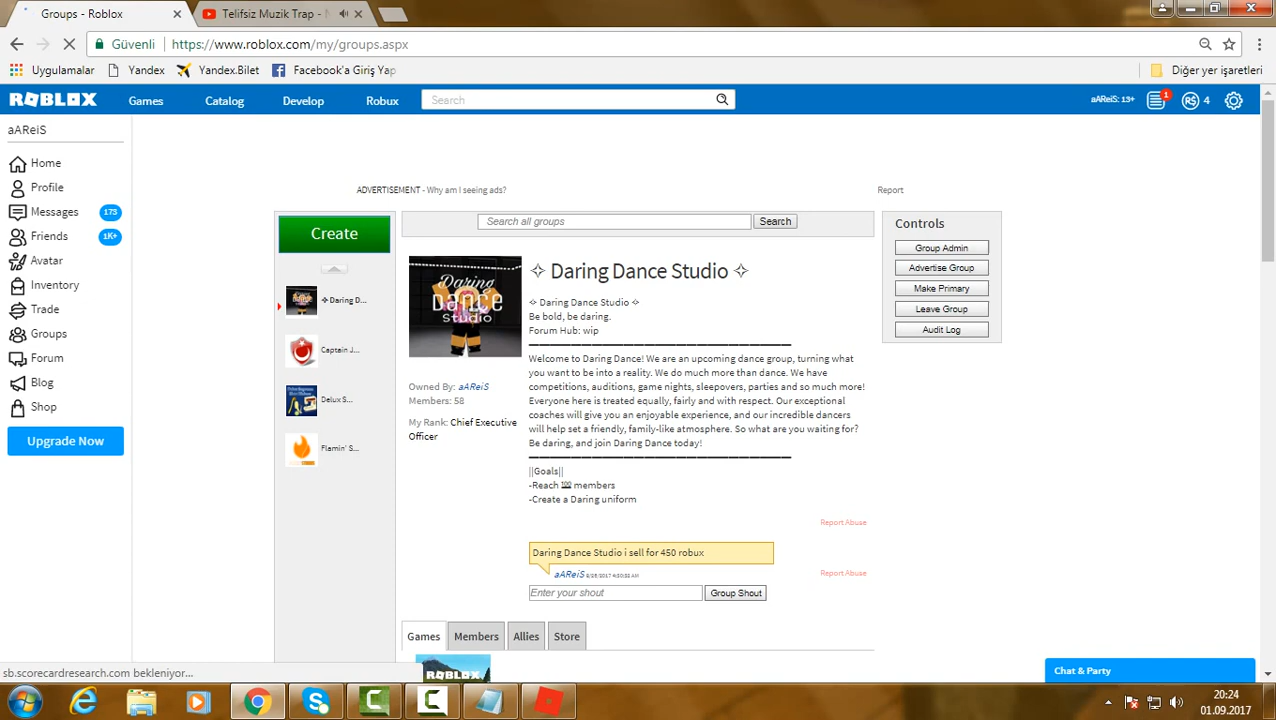 Groups - Roblox
Telifsiz Muzik Trap - N
Güvenli
https://www.roblox.com/my/groups.aspx
Uygulamalar
Yandex
Yandex.Bilet
Facebook'a Giriş Yap
Diğer yer işaretleri
ROBLOX
Games
Catalog
Develop
Robux
Search
aAReiS: 13+
1
R$ 4
aAReiS
Home
Profile
Messages 173
Friends 1K+
Avatar
Inventory
Trade
Groups
Forum
Blog
Shop
Upgrade Now
ADVERTISEMENT - Why am I seeing ads?
Report
Create
✧ Daring D...
Captain J...
Delux S...
Flamin' S...
Search all groups
Search
Daring
Dance
Studio
Owned By: aAReiS
Members: 58
My Rank: Chief Executive
Officer
✧ Daring Dance Studio ✧
✧ Daring Dance Studio ✧
Be bold, be daring.
Forum Hub: wip
Welcome to Daring Dance! We are an upcoming dance group, turning what
you want to be into a reality. We do much more than dance. We have
competitions, auditions, game nights, sleepovers, parties and so much more!
Everyone here is treated equally, fairly and with respect. Our exceptional
coaches will give you an enjoyable experience, and our incredible dancers
will help set a friendly, family-like atmosphere. So what are you waiting for?
Be daring, and join Daring Dance today!
||Goals||
-Reach 100 members
-Create a Daring uniform
Report Abuse
Daring Dance Studio i sell for 450 robux
aAReiS
Report Abuse
Enter your shout
Group Shout
Games
Members
Allies
Store
ROBLOX
Controls
Group Admin
Advertise Group
Make Primary
Leave Group
Audit Log
sb.scorecardresearch.com bekleniyor...
Chat & Party
20:24
01.09.2017